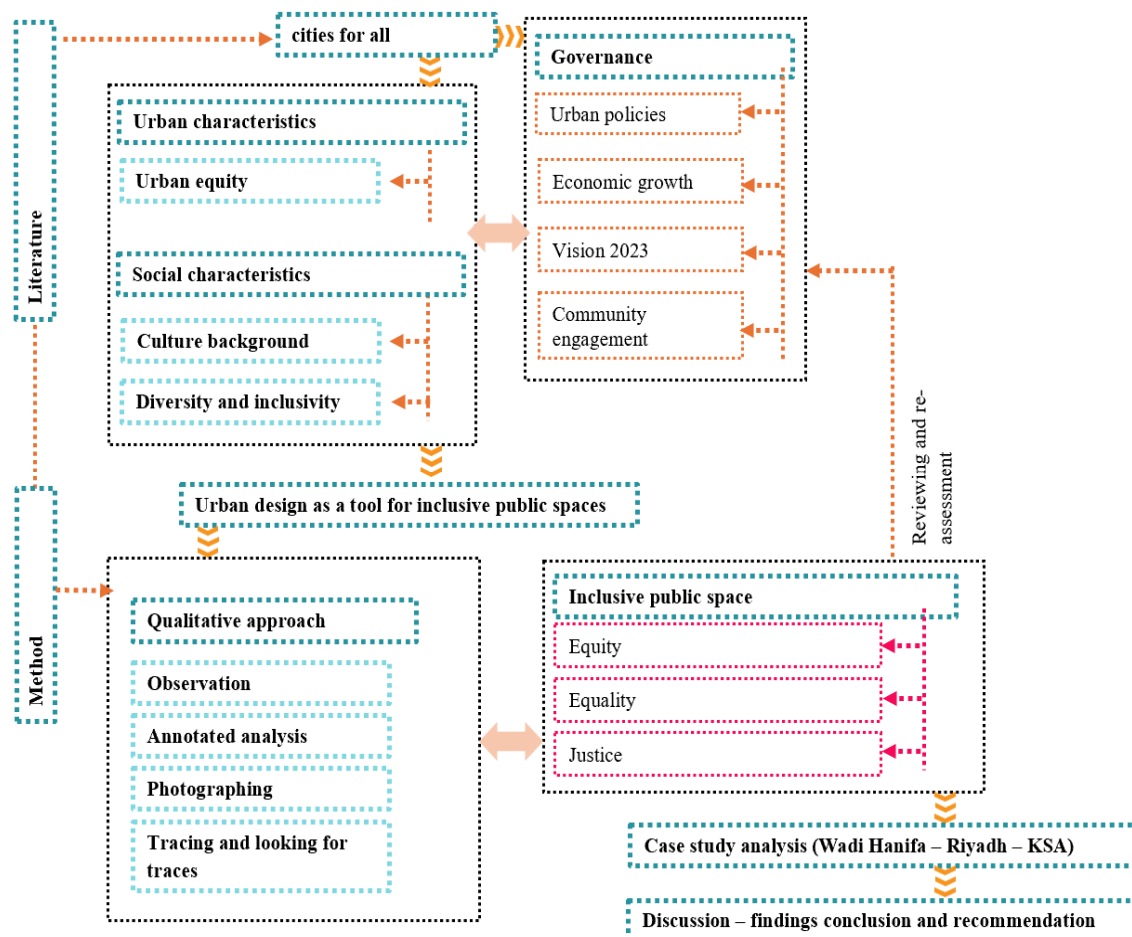 Literature
cities for all
Governance
Urban policies
Economic growth
Vision 2023
Community
engagement
Urban characteristics
Urban equity
Social characteristics
Culture background
Diversity and inclusivity
Urban design as a tool for inclusive public spaces
Method
Qualitative approach
Observation
Annotated analysis
Photographing
Tracing and looking for
traces
Inclusive public space
Equity
Equality
Justice
Reviewing and re-
assessment
Case study analysis (Wadi Hanifa – Riyadh – KSA)
Discussion – findings conclusion and recommendation